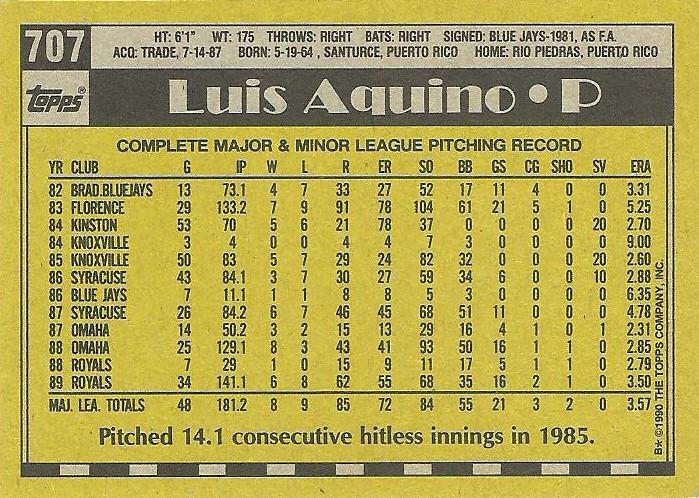 707
HT: 6'1" WT: 175 THROWS: RIGHT BATS: RIGHT SIGNED: BLUE JAYS-1981, AS F.A.
ACQ: TRADE, 7-14-87 BORN: 5-19-64 , SANTURCE, PUERTO RICO HOME: RIO PIEDRAS, PUERTO RICO
Topps®
Luis Aquino • P
COMPLETE MAJOR & MINOR LEAGUE PITCHING RECORD
YR CLUB G IP W L R ER SO BB GS CG SHO SV ERA
82 BRAD.BLUEJAYS 13 73.1 4 7 33 27 52 17 11 4 0 0 3.31
83 FLORENCE 29 133.2 7 9 91 78 104 61 21 5 1 0 5.25
84 KINSTON 53 70 5 6 21 78 37 0 0 0 0 20 2.70
84 KNOXVILLE 3 4 0 0 4 4 7 3 0 0 0 0 9.00
85 KNOXVILLE 50 83 5 7 29 24 82 32 0 0 0 20 2.60
86 SYRACUSE 43 84.1 3 7 30 27 59 34 6 0 0 10 2.88
86 BLUE JAYS 7 11.1 1 1 8 8 5 3 0 0 0 0 6.35
87 SYRACUSE 26 84.2 6 7 46 45 68 51 11 0 0 0 4.78
87 OMAHA 14 50.2 3 2 15 13 29 16 4 1 0 1 2.31
88 OMAHA 25 129.1 8 3 43 41 93 50 16 1 1 0 2.85
88 ROYALS 7 29 1 0 15 9 11 17 5 1 1 0 2.79
89 ROYALS 34 141.1 6 8 62 55 68 35 16 2 1 0 3.50
MAJ. LEA. TOTALS 48 181.2 8 9 85 72 84 55 21 3 2 0 3.57
Pitched 14.1 consecutive hitless innings in 1985.
B* ©1990 THE TOPPS COMPANY, INC.